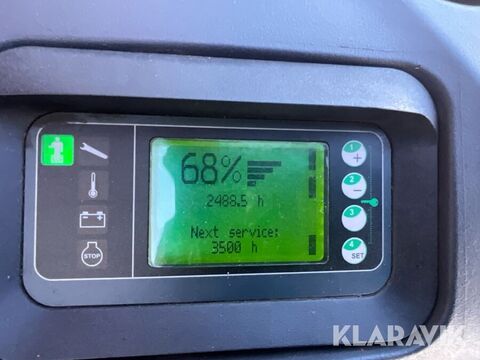 68%
2488.5 h
Next service:
3500 h
STOP
1
+
2
−
3
4
SET
KLARAVIK